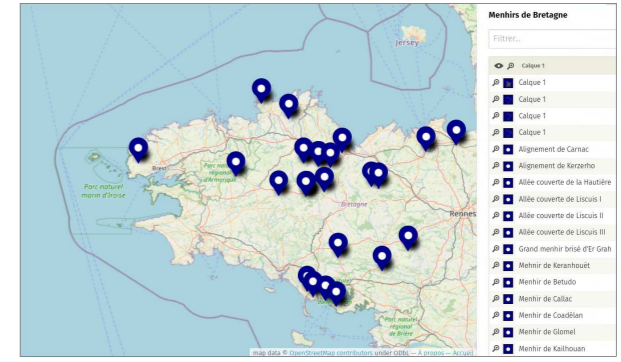 Menhirs de Bretagne
Filtrer...
Calque 1
Calque 1
Calque 1
Calque 1
Calque 1
Alignement de Carnac
Alignement de Kerzerho
Allée couverte de la Hautière
Allée couverte de Liscuis I
Allée couverte de Liscuis II
Allée couverte de Liscuis III
Grand menhir brisé d'Er Grah
Mehnir de Keranhouët
Menhir de Betudo
Menhir de Callac
Menhir de Coadélan
Menhir de Glomel
Menhir de Kailhouan
Jersey
Brest
Parc naturel
régional
d'Armorique
Parc naturel
marin d'Iroise
Bretagne
Rennes
Parc naturel
régional
de Brière
map data © OpenStreetMap contributors under ODbL — À propos — Accueil